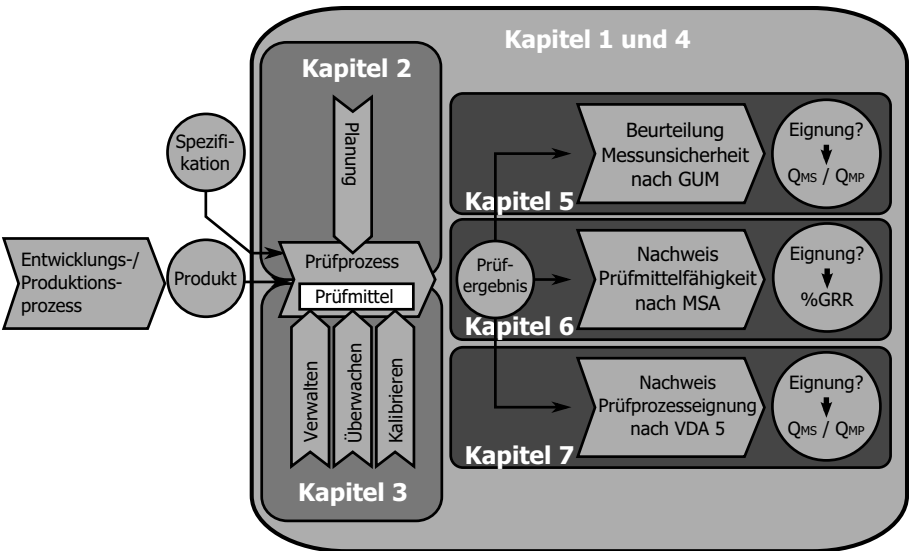 Kapitel 1 und 4
Kapitel 2
Planung
Spezifi-
kation
Entwicklungs-/
Produktions-
prozess
Produkt
Prüfprozess
Prüfmittel
Verwalten
Überwachen
Kalibrieren
Kapitel 3
Prüf-
ergebnis
Beurteilung
Messunsicherheit
nach GUM
Eignung?
QMS / QMP
Kapitel 5
Nachweis
Prüfmittelfähigkeit
nach MSA
Eignung?
%GRR
Kapitel 6
Nachweis
Prüfprozesseignung
nach VDA 5
Eignung?
QMS / QMP
Kapitel 7